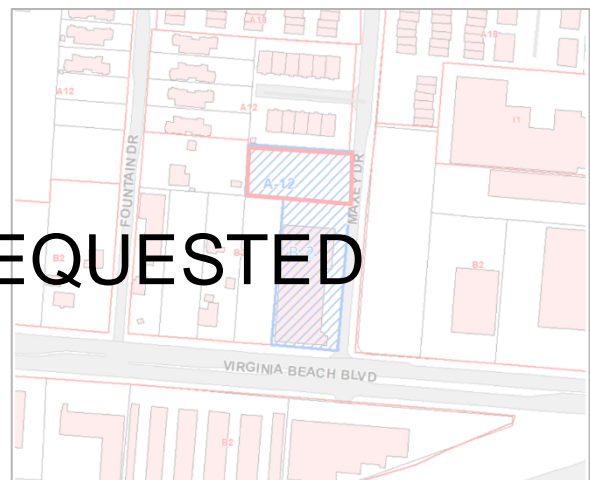 A18
A18
A12
A12
I1
FOUNTAIN DR
MAXEY DR
A-12
EQUESTED
B2
B2
VIRGINIA BEACH BLVD
B2